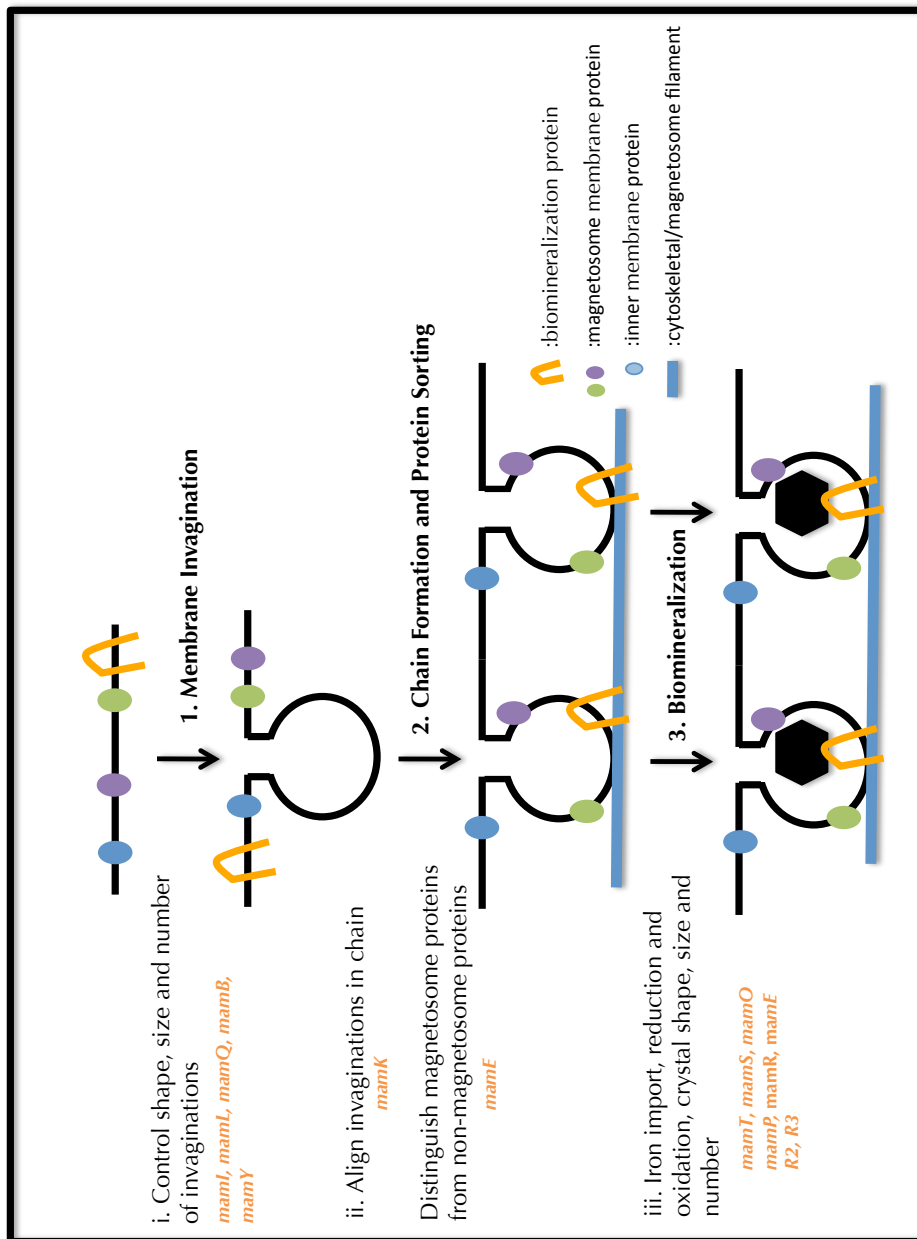 i. Control shape, size and number
of invaginations
mamI, mamL, mamQ, mamB,
mamY
1. Membrane Invagination
ii. Align invaginations in chain
mamK
Distinguish magnetosome proteins
from non-magnetosome proteins
mamE
2. Chain Formation and Protein Sorting
:biomineralization protein
:magnetosome membrane protein
:inner membrane protein
:cytoskeletal/magnetosome filament
iii. Iron import, reduction and
oxidation, crystal shape, size and
number
mamT, mamS, mamO
mamP, mamR, mamE
R2, R3
3. Biomineralization